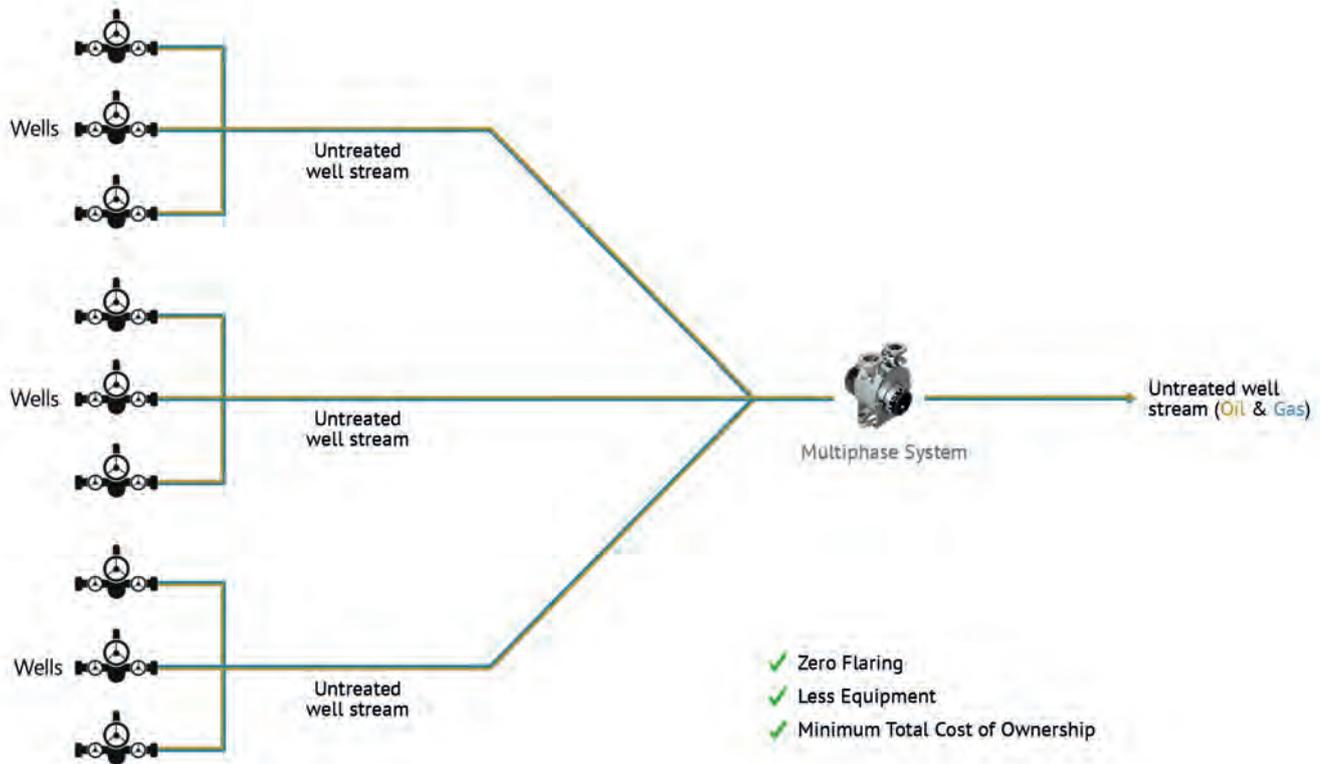 Wells
Untreated
well stream
Wells
Untreated
well stream
Multiphase System
Untreated well
stream (Oil & Gas)
Wells
Untreated
well stream
Zero Flaring
Less Equipment
Minimum Total Cost of Ownership